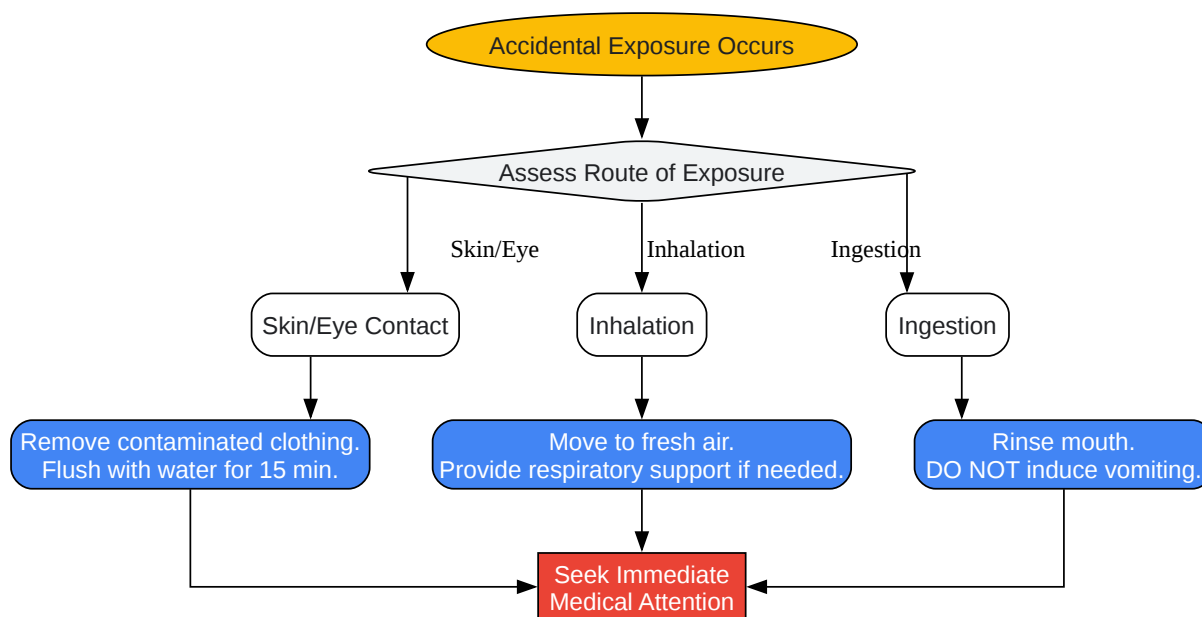 Accidental Exposure Occurs
Assess Route of Exposure
Skin/Eye
Inhalation
Ingestion
Skin/Eye Contact
Inhalation
Ingestion
Remove contaminated clothing.
Flush with water for 15 min.
Move to fresh air.
Provide respiratory support if needed.
Rinse mouth.
DO NOT induce vomiting.
Seek Immediate
Medical Attention